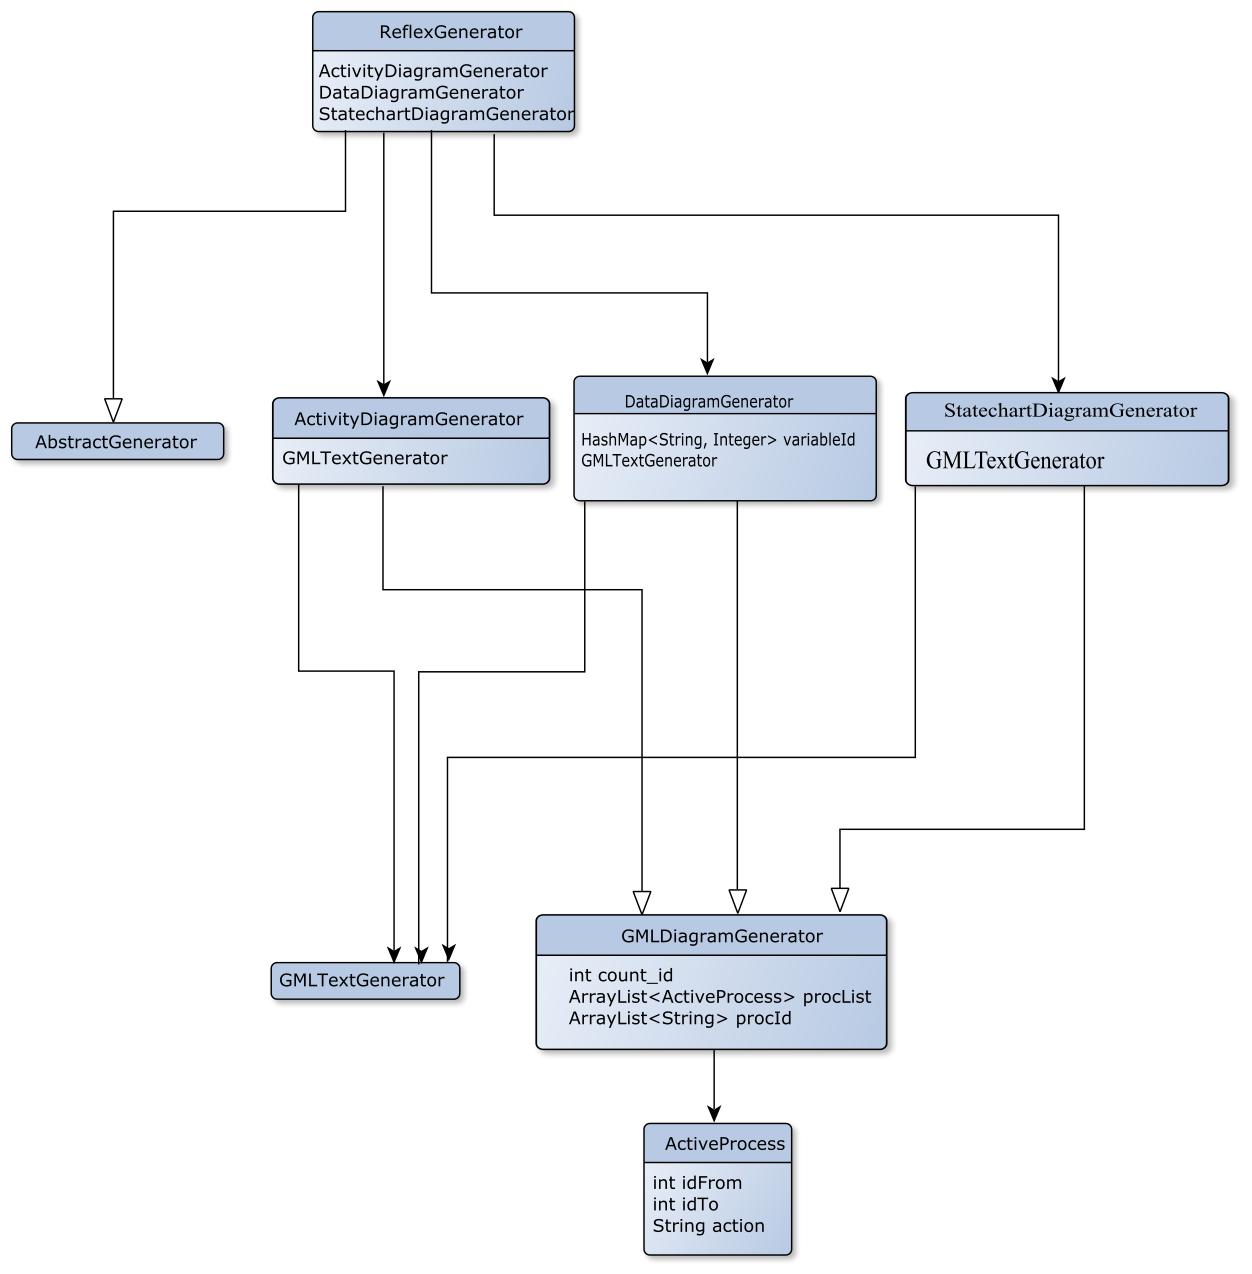 ReflexGenerator
ActivityDiagramGenerator
DataDiagramGenerator
StatechartDiagramGenerator
AbstractGenerator
ActivityDiagramGenerator
GMLTextGenerator
DataDiagramGenerator
HashMap<String, Integer> variableId
GMLTextGenerator
StatechartDiagramGenerator
GMLTextGenerator
GMLTextGenerator
GMLDiagramGenerator
int count_id
ArrayList<ActiveProcess> procList
ArrayList<String> procId
ActiveProcess
int idFrom
int idTo
String action